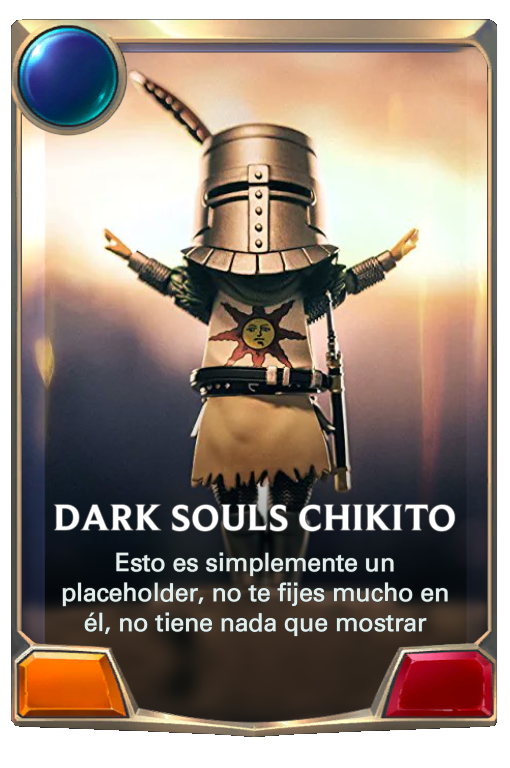 DARK SOULS CHIKITO
Esto es simplemente un
placeholder, no te fijes mucho en
él, no tiene nada que mostrar